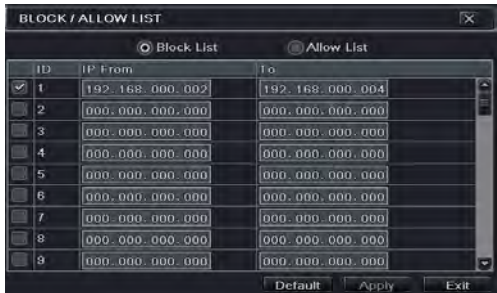 BLOCK / ALLOW LIST
Block List Allow List
ID IP From To
1 192. 168. 000. 002 192. 168. 000. 004
2 000. 000. 000. 000 000. 000. 000. 000
3 000. 000. 000. 000 000. 000. 000. 000
4 000. 000. 000. 000 000. 000. 000. 000
5 000. 000. 000. 000 000. 000. 000. 000
6 000. 000. 000. 000 000. 000. 000. 000
7 000. 000. 000. 000 000. 000. 000. 000
8 000. 000. 000. 000 000. 000. 000. 000
9 000. 000. 000. 000 000. 000. 000. 000
Default Apply Exit